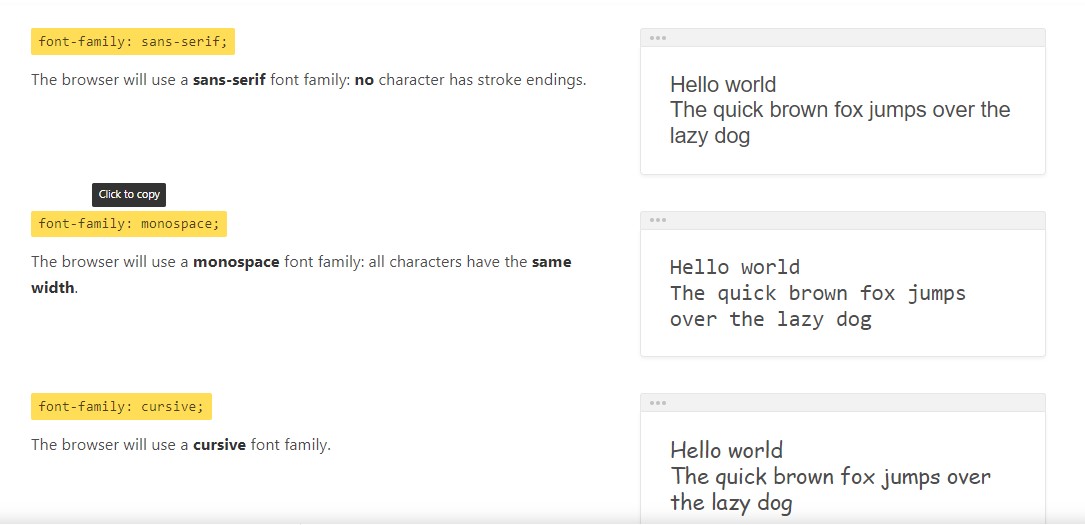 font-family: sans-serif;
The browser will use a sans-serif font family: no character has stroke endings.
Hello world
The quick brown fox jumps over the
lazy dog
Click to copy
font-family: monospace;
The browser will use a monospace font family: all characters have the same
width.
Hello world
The quick brown fox jumps
over the lazy dog
font-family: cursive;
The browser will use a cursive font family.
Hello world
The quick brown fox jumps over
the lazy dog